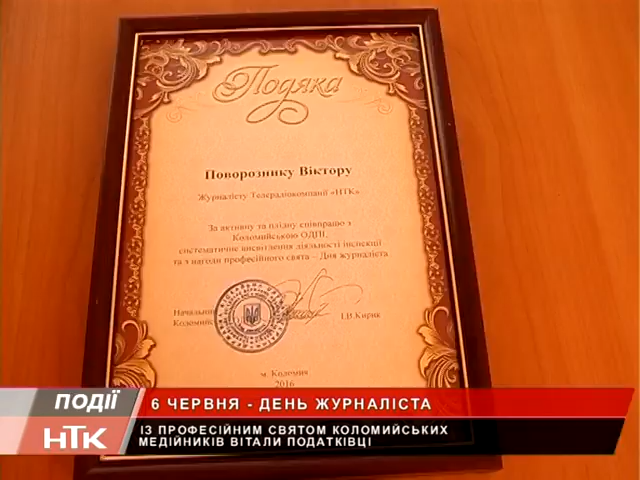 Подяка
Поворознику Віктору
Журналісту Телерадіокомпанії «НТК»
За активну та плідну співпрацю з
Коломийською ОДПІ,
систематичне висвітлення діяльності інспекції
та з нагоди професійного свята – Дня журналіста
Начальник
І.И.Кирик
м. Коломия
2016
ПОДІЇ
НТК
6 ЧЕРВНЯ - ДЕНЬ ЖУРНАЛІСТА
ІЗ ПРОФЕСІЙНИМ СВЯТОМ КОЛОМИЙСЬКИХ
МЕДІЙНИКІВ ВІТАЛИ ПОДАТКІВЦІ